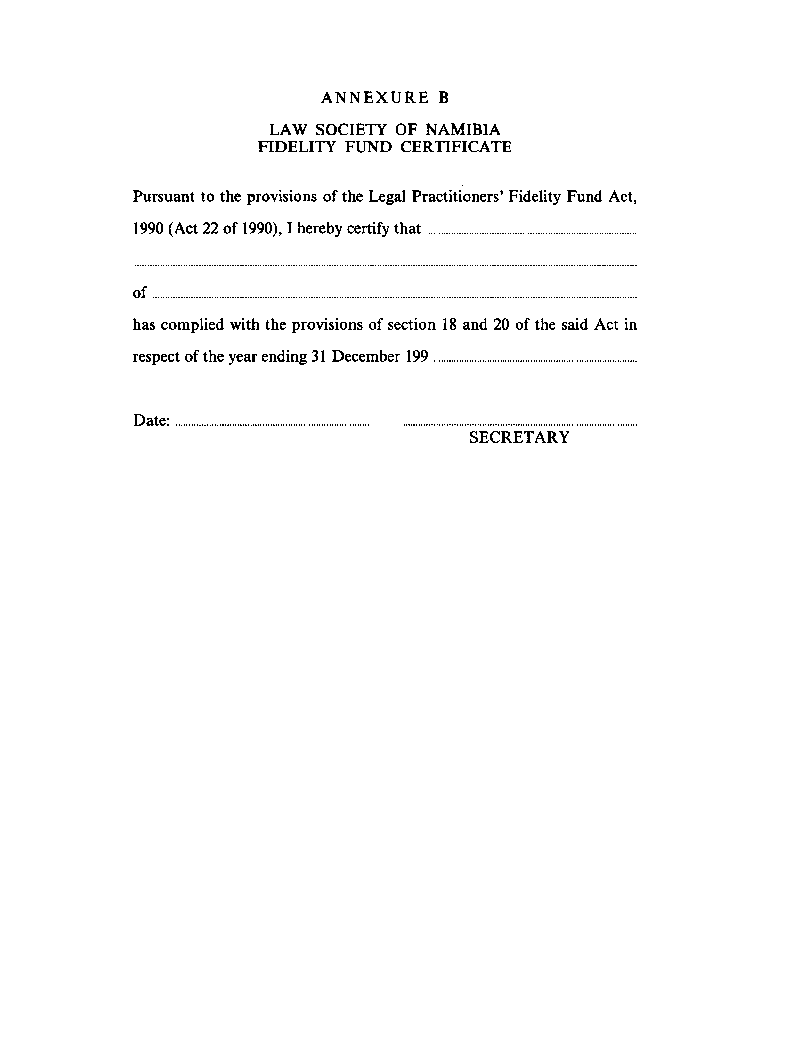 ANNEXURE B
LAW SOCIETY OF NAMIBIA
FIDELITY FUND CERTIFICATE
Pursuant to the provisions of the Legal Practitioners' Fidelity Fund Act,
1990 (Act 22 of 1990), I hereby certify that
of
has complied with the provisions of section 18 and 20 of the said Act in
respect of the year ending 31 December 199
Date:
SECRETARY